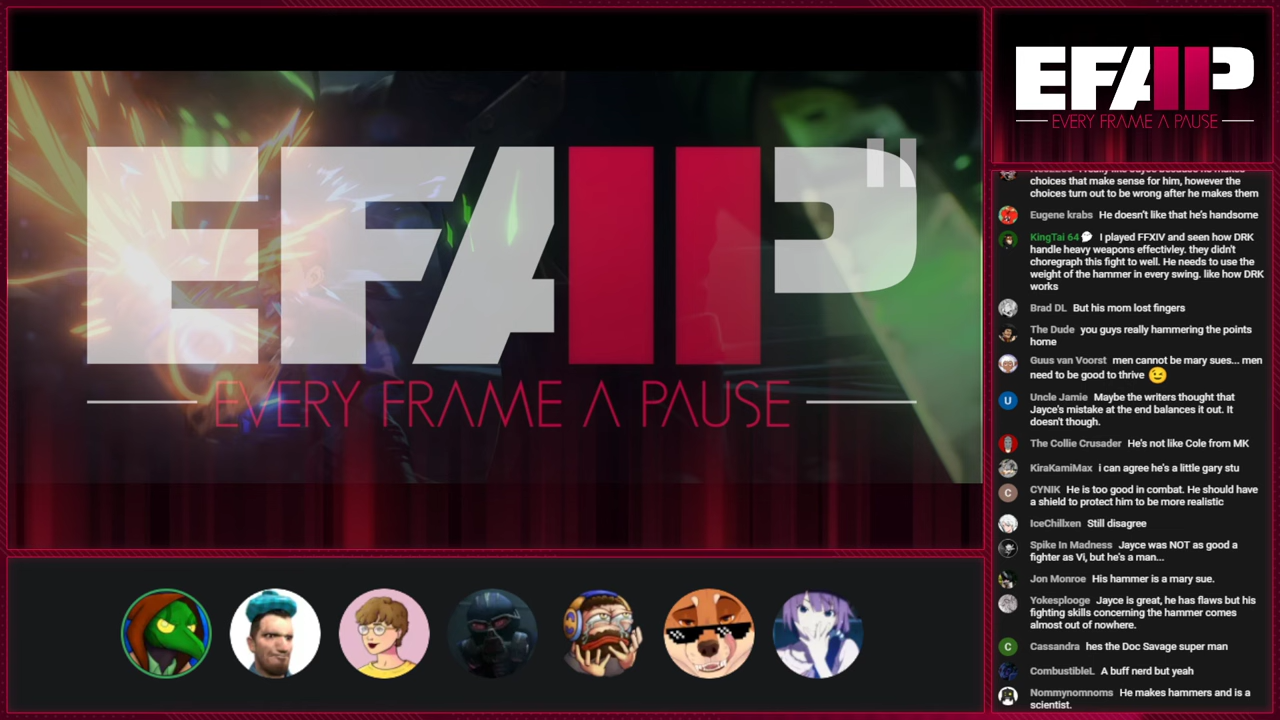 EFAP
EVERY FRAME A PAUSE
EFAP
EVERY FRAME A PAUSE
choices that make sense for him, however the
choices turn out to be wrong after he makes them
Eugene krabs He doesn't like that he's handsome
KingTai 64 I played FFXIV and seen how DRK
handle heavy weapons effectivley. they didn't
choregraph this fight to well. He needs to use the
weight of the hammer in every swing. like how DRK
works
Brad DL But his mom lost fingers
The Dude you guys really hammering the points
home
Guus van Voorst men cannot be mary sues... men
need to be good to thrive 😉
U Uncle Jamie Maybe the writers thought that
Jayce's mistake at the end balances it out. It
doesn't though.
The Collie Crusader He's not like Cole from MK
KiraKamiMax i can agree he's a little gary stu
C CYNIK He is too good in combat. He should have
a shield to protect him to be more realistic
IceChillxen Still disagree
Spike In Madness Jayce was NOT as good a
fighter as Vi, but he's a man...
Jon Monroe His hammer is a mary sue.
Yokesplooge Jayce is great, he has flaws but his
fighting skills concerning the hammer comes
almost out of nowhere.
C Cassandra hes the Doc Savage super man
CombustibleL A buff nerd but yeah
Nommynomnoms He makes hammers and is a
scientist.